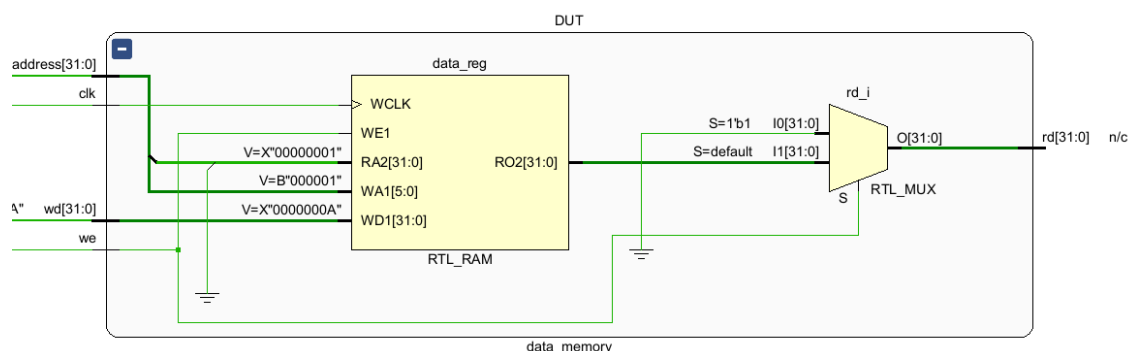 DUT
address[31:0]
data_reg
clk
WCLK
rd_i
WE1
S=1'b1 I0[31:0]
O[31:0]
rd[31:0] n/c
V=X"00000001"
RA2[31:0]
RO2[31:0]
S=default I1[31:0]
V=B"000001"
WA1[5:0]
S
RTL_MUX
A" wd[31:0]
V=X"0000000A"
WD1[31:0]
we
RTL_RAM
data_memory